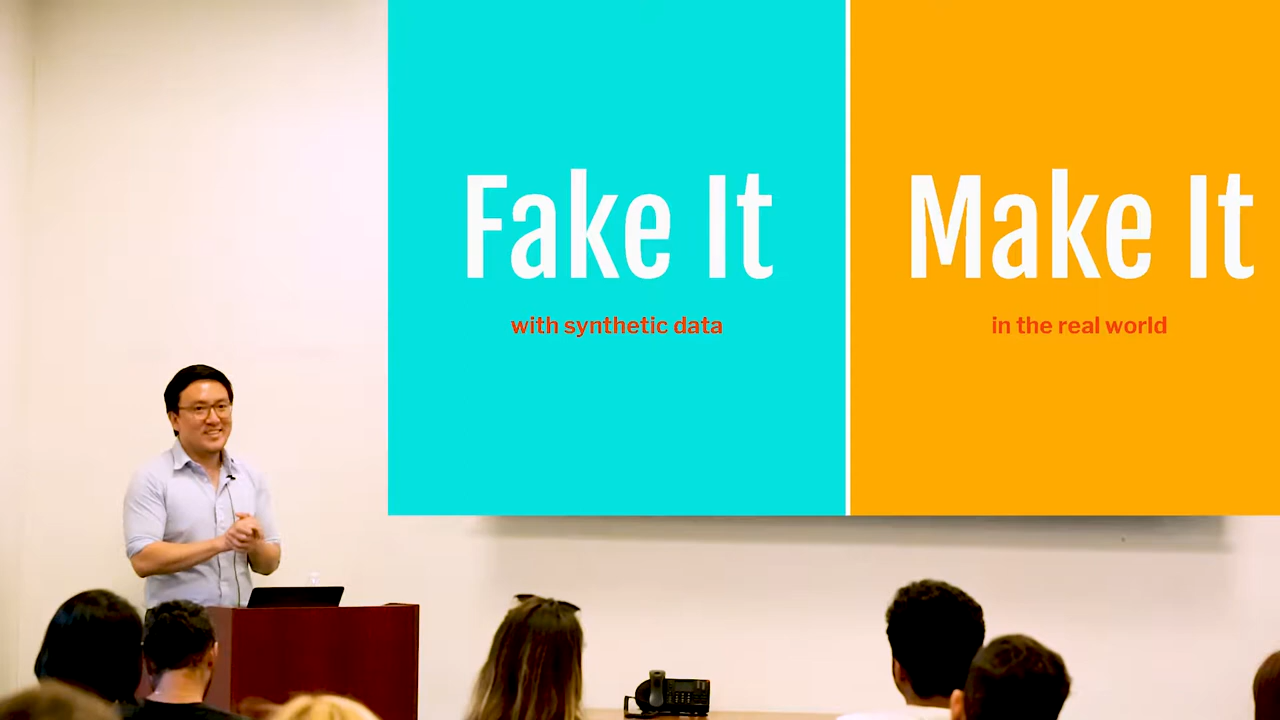 Fake It
with synthetic data
Make It
in the real world